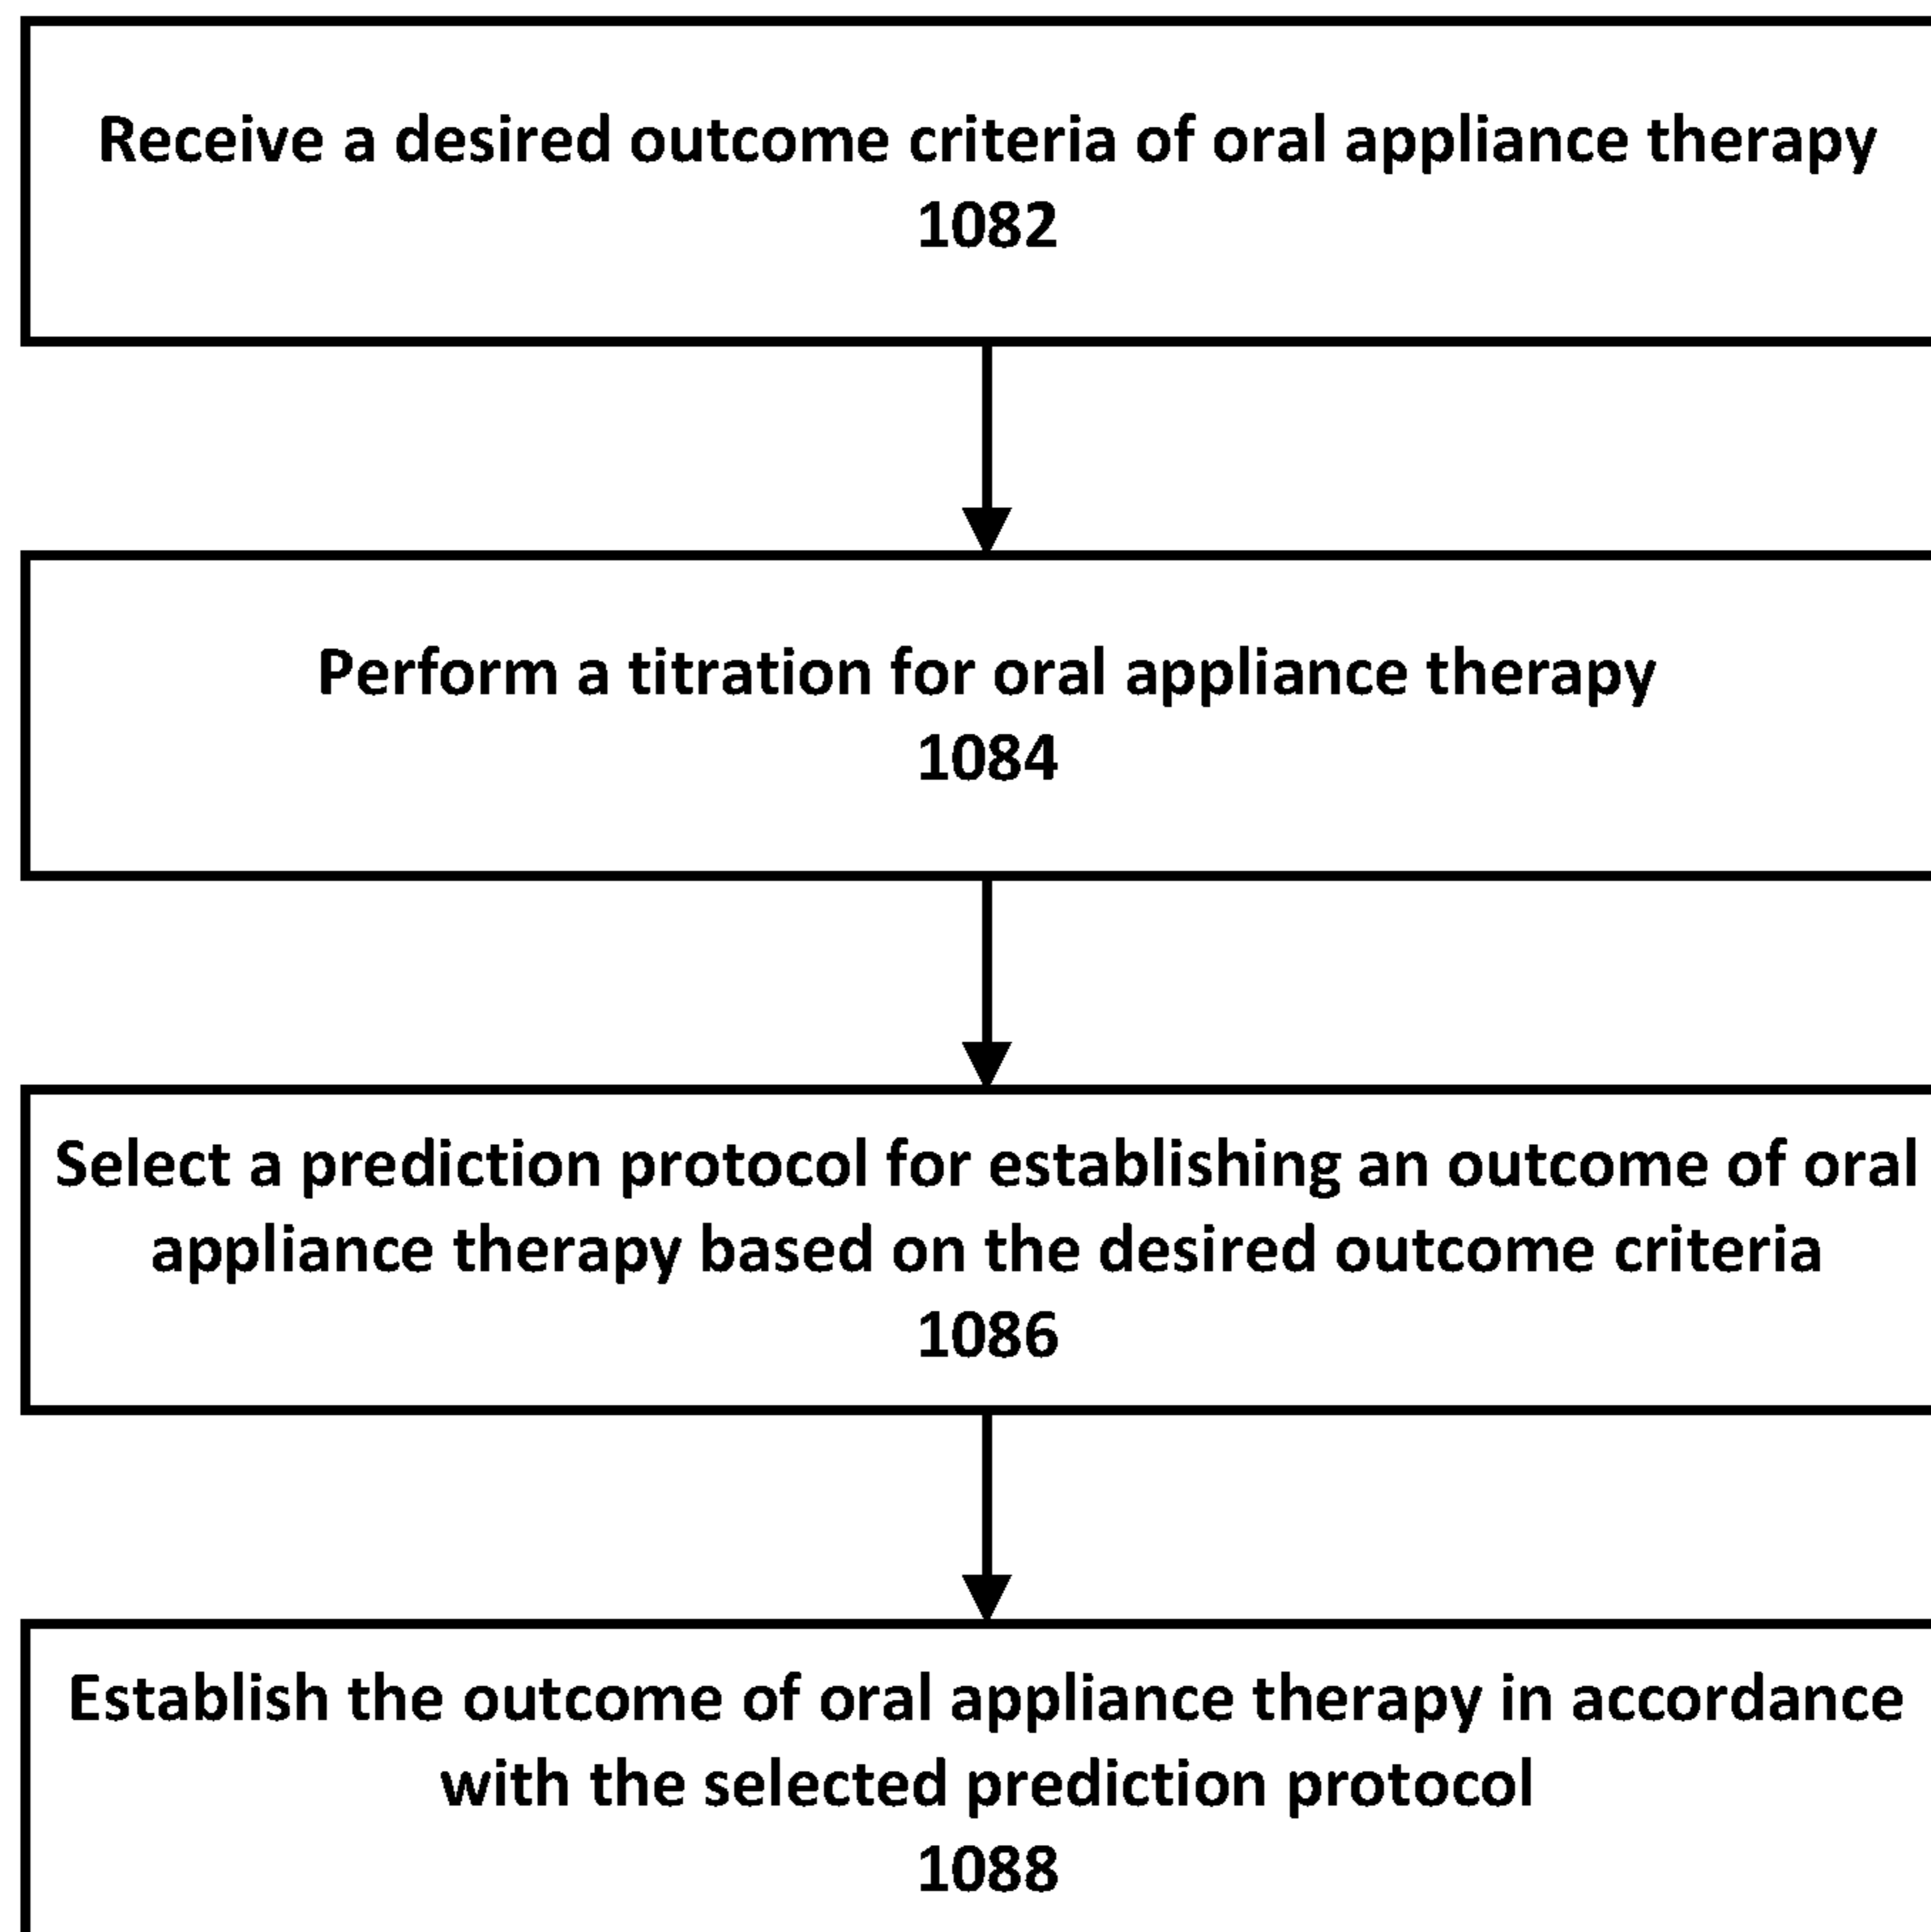 Receive a desired outcome criteria of oral appliance therapy
1082
Perform a titration for oral appliance therapy
1084
Select a prediction protocol for establishing an outcome of oral
appliance therapy based on the desired outcome criteria
1086
Establish the outcome of oral appliance therapy in accordance
with the selected prediction protocol
1088